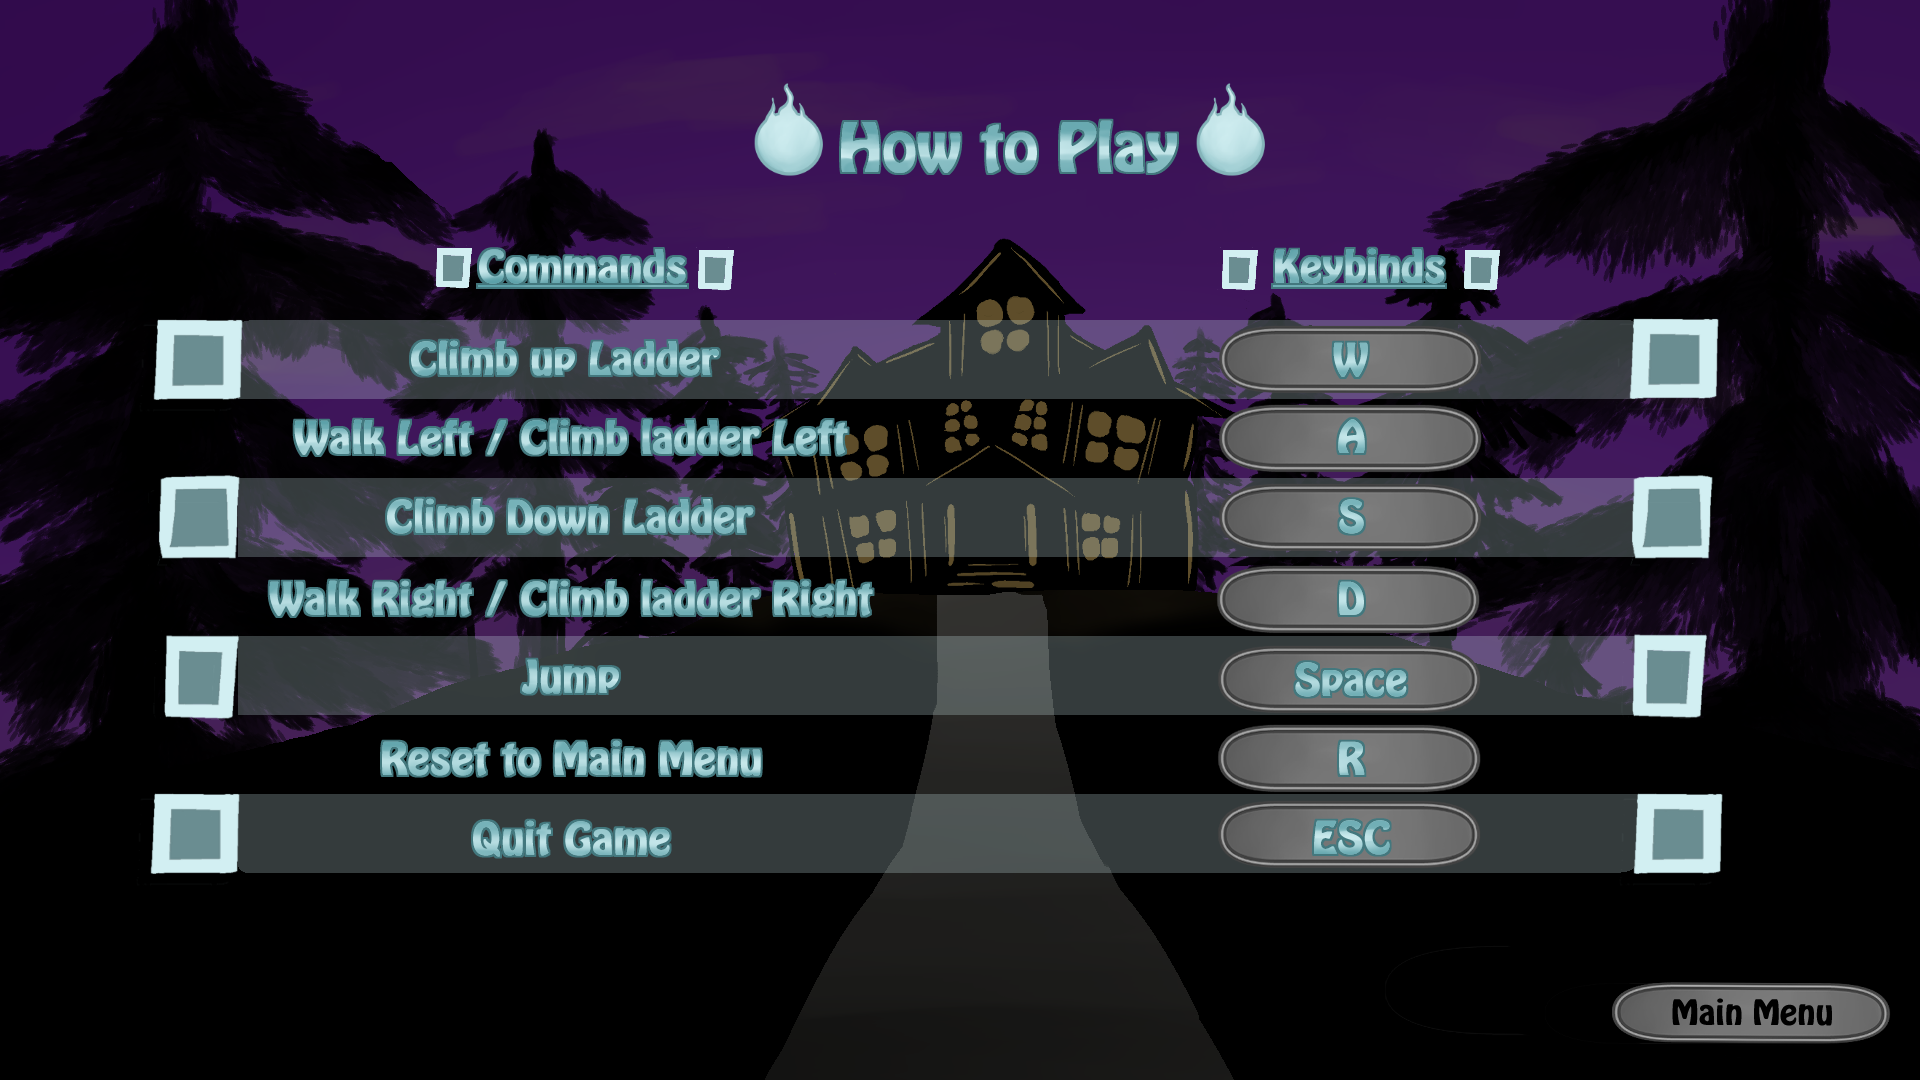 How to Play
Commands Keybinds
Climb up Ladder W
Walk Left / Climb ladder Left A
Climb Down Ladder S
Walk Right / Climb ladder Right D
Jump Space
Reset to Main Menu R
Quit Game ESC
Main Menu